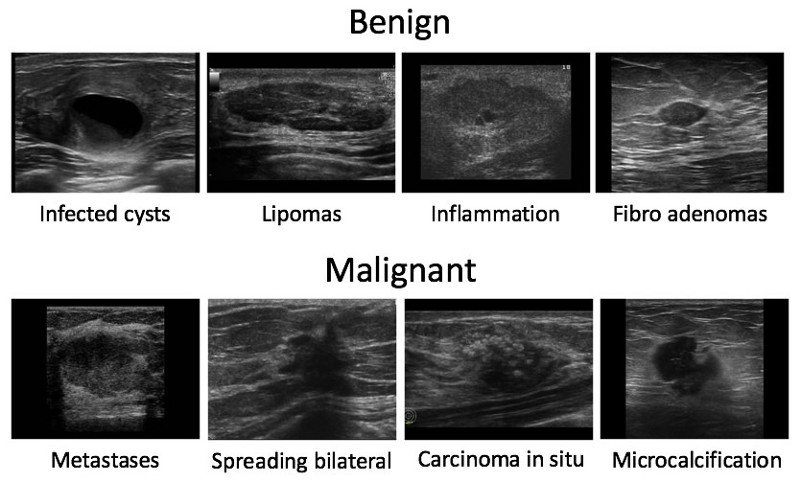 Benign
Infected cysts
Lipomas
Inflammation
Fibro adenomas
Malignant
Metastases
Spreading bilateral
Carcinoma in situ
Microcalcification